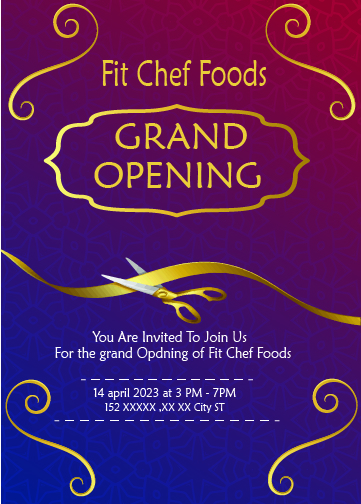 Fit Chef Foods
GRAND
OPENING
You Are Invited To Join Us
For the grand Opdning of Fit Chef Foods
14 april 2023 at 3 PM - 7PM
152 XXXXX ,XX XX City ST